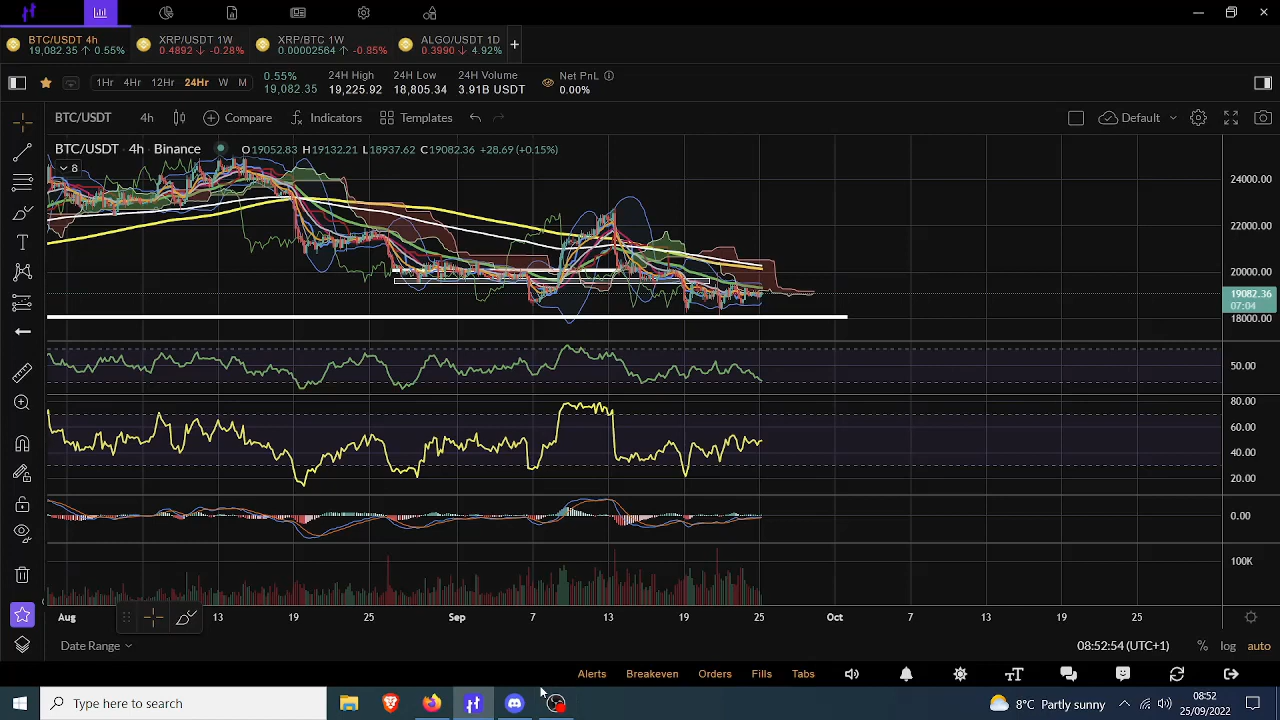 BTC/USDT 4h XRP/USDT 1W XRP/BTC 1W ALGO/USDT 1D
19,082.35 ↑ 0.55% 0.4892 ↓ -0.28% 0.00002564 ↑ -0.85% 0.3990 ↓ 4.92%
1Hr 4Hr 12Hr 24Hr W M
0.55% 24H High 24H Low 24H Volume Net PnL
19,082.35 19,225.92 18,805.34 3.91B USDT 0.00%
BTC/USDT 4h Compare Indicators Templates Default
BTC/USDT · 4h · Binance O19052.83 H19132.21 L18937.62 C19082.36 +28.69 (+0.15%)
8
24000.00
22000.00
20000.00
19082.36
07:04
18000.00
50.00
80.00
60.00
40.00
20.00
0.00
100K
Aug 13 19 25 Sep 7 13 19 25 Oct 7 13 19 25
Date Range 08:52:54 (UTC+1) % log auto
Alerts Breakeven Orders Fills Tabs
Type here to search 8°C Partly sunny 08:52
25/09/2022